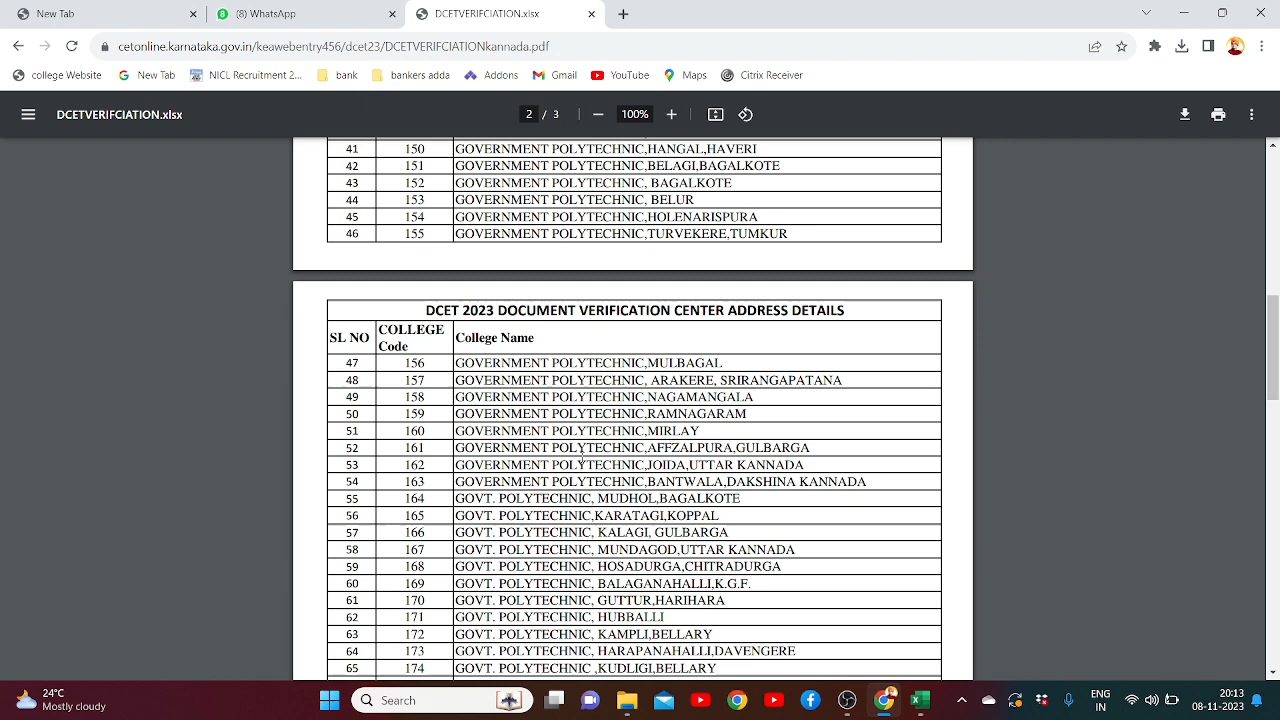 New Tab
(8) WhatsApp
DCETVERIFCIATION.xlsx
cetonline.karnataka.gov.in/keawebentry456/dcet23/DCETVERIFCIATIONkannada.pdf
college Website
New Tab
NICL Recruitment 2...
bank
bankers adda
Addons
Gmail
YouTube
Maps
Citrix Receiver
DCETVERIFCIATION.xlsx
2 / 3
100%
41 150 GOVERNMENT POLYTECHNIC,HANGAL,HAVERI
42 151 GOVERNMENT POLYTECHNIC,BELAGI,BAGALKOTE
43 152 GOVERNMENT POLYTECHNIC, BAGALKOTE
44 153 GOVERNMENT POLYTECHNIC, BELUR
45 154 GOVERNMENT POLYTECHNIC,HOLENARISPURA
46 155 GOVERNMENT POLYTECHNIC,TURVEKERE,TUMKUR
DCET 2023 DOCUMENT VERIFICATION CENTER ADDRESS DETAILS
SL NO COLLEGE Code College Name
47 156 GOVERNMENT POLYTECHNIC,MULBAGAL
48 157 GOVERNMENT POLYTECHNIC, ARAKERE, SRIRANGAPATANA
49 158 GOVERNMENT POLYTECHNIC,NAGAMANGALA
50 159 GOVERNMENT POLYTECHNIC,RAMNAGARAM
51 160 GOVERNMENT POLYTECHNIC,MIRLAY
52 161 GOVERNMENT POLYTECHNIC,AFFZALPURA,GULBARGA
53 162 GOVERNMENT POLYTECHNIC,JOIDA,UTTAR KANNADA
54 163 GOVERNMENT POLYTECHNIC,BANTWALA,DAKSHINA KANNADA
55 164 GOVT. POLYTECHNIC, MUDHOL,BAGALKOTE
56 165 GOVT. POLYTECHNIC,KARATAGI,KOPPAL
57 166 GOVT. POLYTECHNIC, KALAGI, GULBARGA
58 167 GOVT. POLYTECHNIC, MUNDAGOD,UTTAR KANNADA
59 168 GOVT. POLYTECHNIC, HOSADURGA,CHITRADURGA
60 169 GOVT. POLYTECHNIC, BALAGANAHALLI,K.G.F.
61 170 GOVT. POLYTECHNIC, GUTTUR,HARIHARA
62 171 GOVT. POLYTECHNIC, HUBBALLI
63 172 GOVT. POLYTECHNIC, KAMPLI,BELLARY
64 173 GOVT. POLYTECHNIC, HARAPANAHALLI,DAVENGERE
65 174 GOVT. POLYTECHNIC ,KUDLIGI,BELLARY
24°C
Mostly cloudy
Search
ENG
IN
20:13
08-11-2023